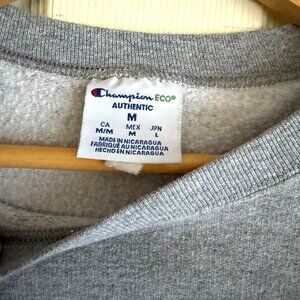 Champion ECO®
AUTHENTIC
M
CA MEX JPN
M/M M L
MADE IN NICARAGUA
FABRIQUÉ AU NICARAGUA
HECHO EN NICARAGUA